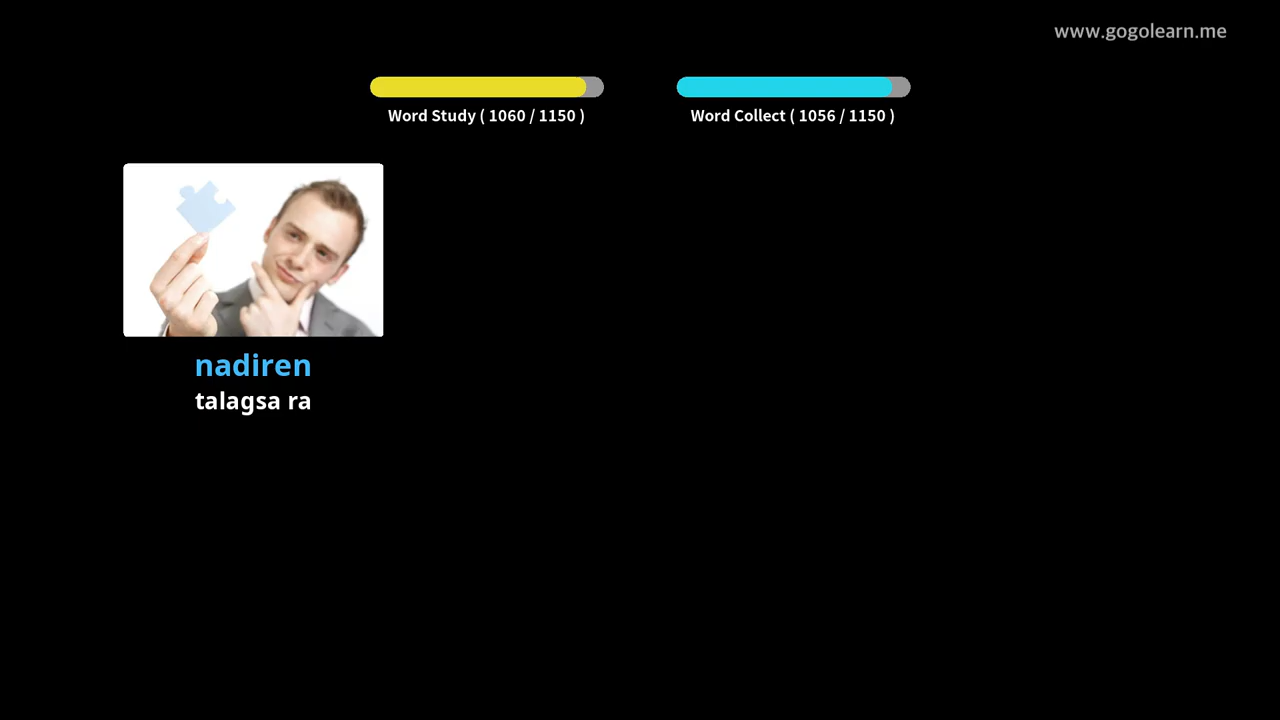 www.gogolearn.me
Word Study ( 1060 / 1150 )
Word Collect ( 1056 / 1150 )
nadiren
talagsa ra